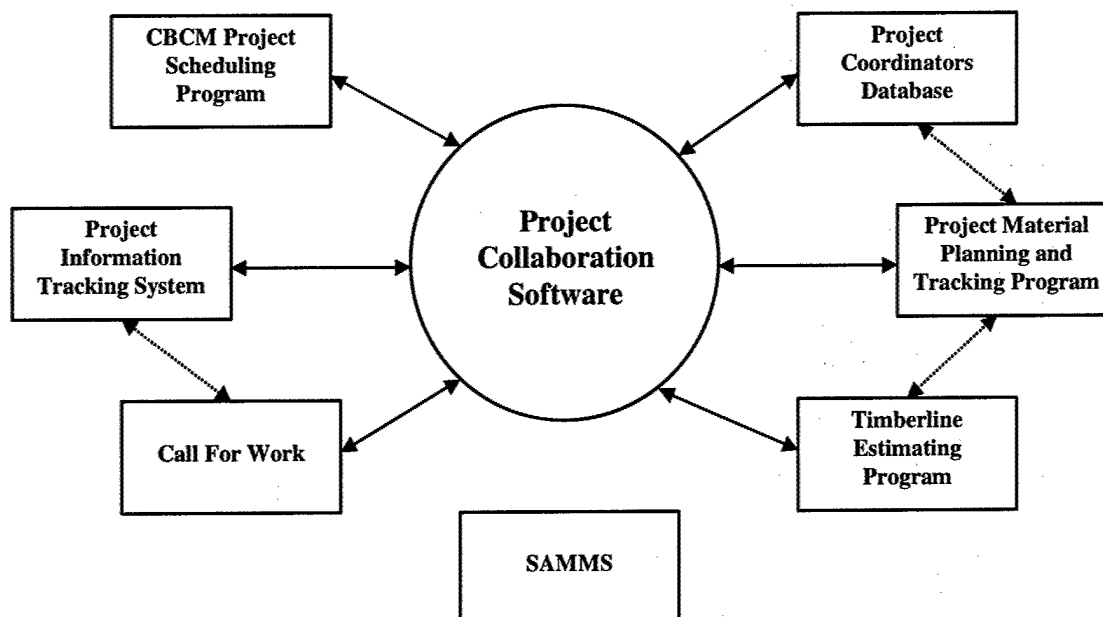 CBCM Project
Scheduling
Program
Project
Coordinators
Database
Project
Collaboration
Software
Project
Information
Tracking System
Project Material
Planning and
Tracking Program
Call For Work
Timberline
Estimating
Program
SAMMS